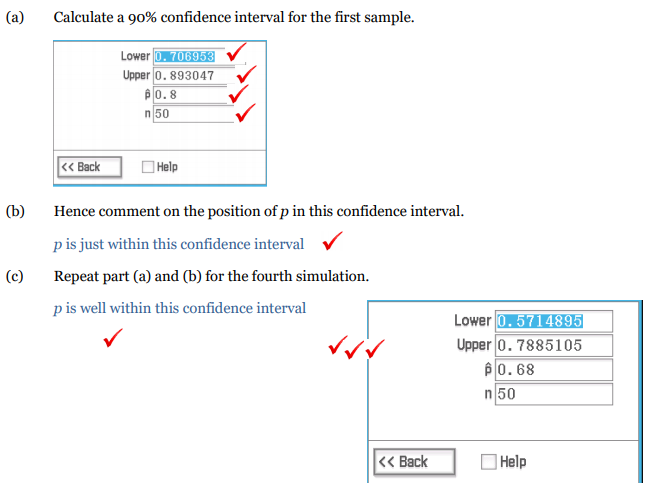 (a) Calculate a 90% confidence interval for the first sample.
Lower 0.706953
Upper 0.893047
p̂ 0.8
n 50
<< Back Help
(b) Hence comment on the position of p in this confidence interval.
p is just within this confidence interval
(c) Repeat part (a) and (b) for the fourth simulation.
p is well within this confidence interval
Lower 0.5714895
Upper 0.7885105
p̂ 0.68
n 50
<< Back Help